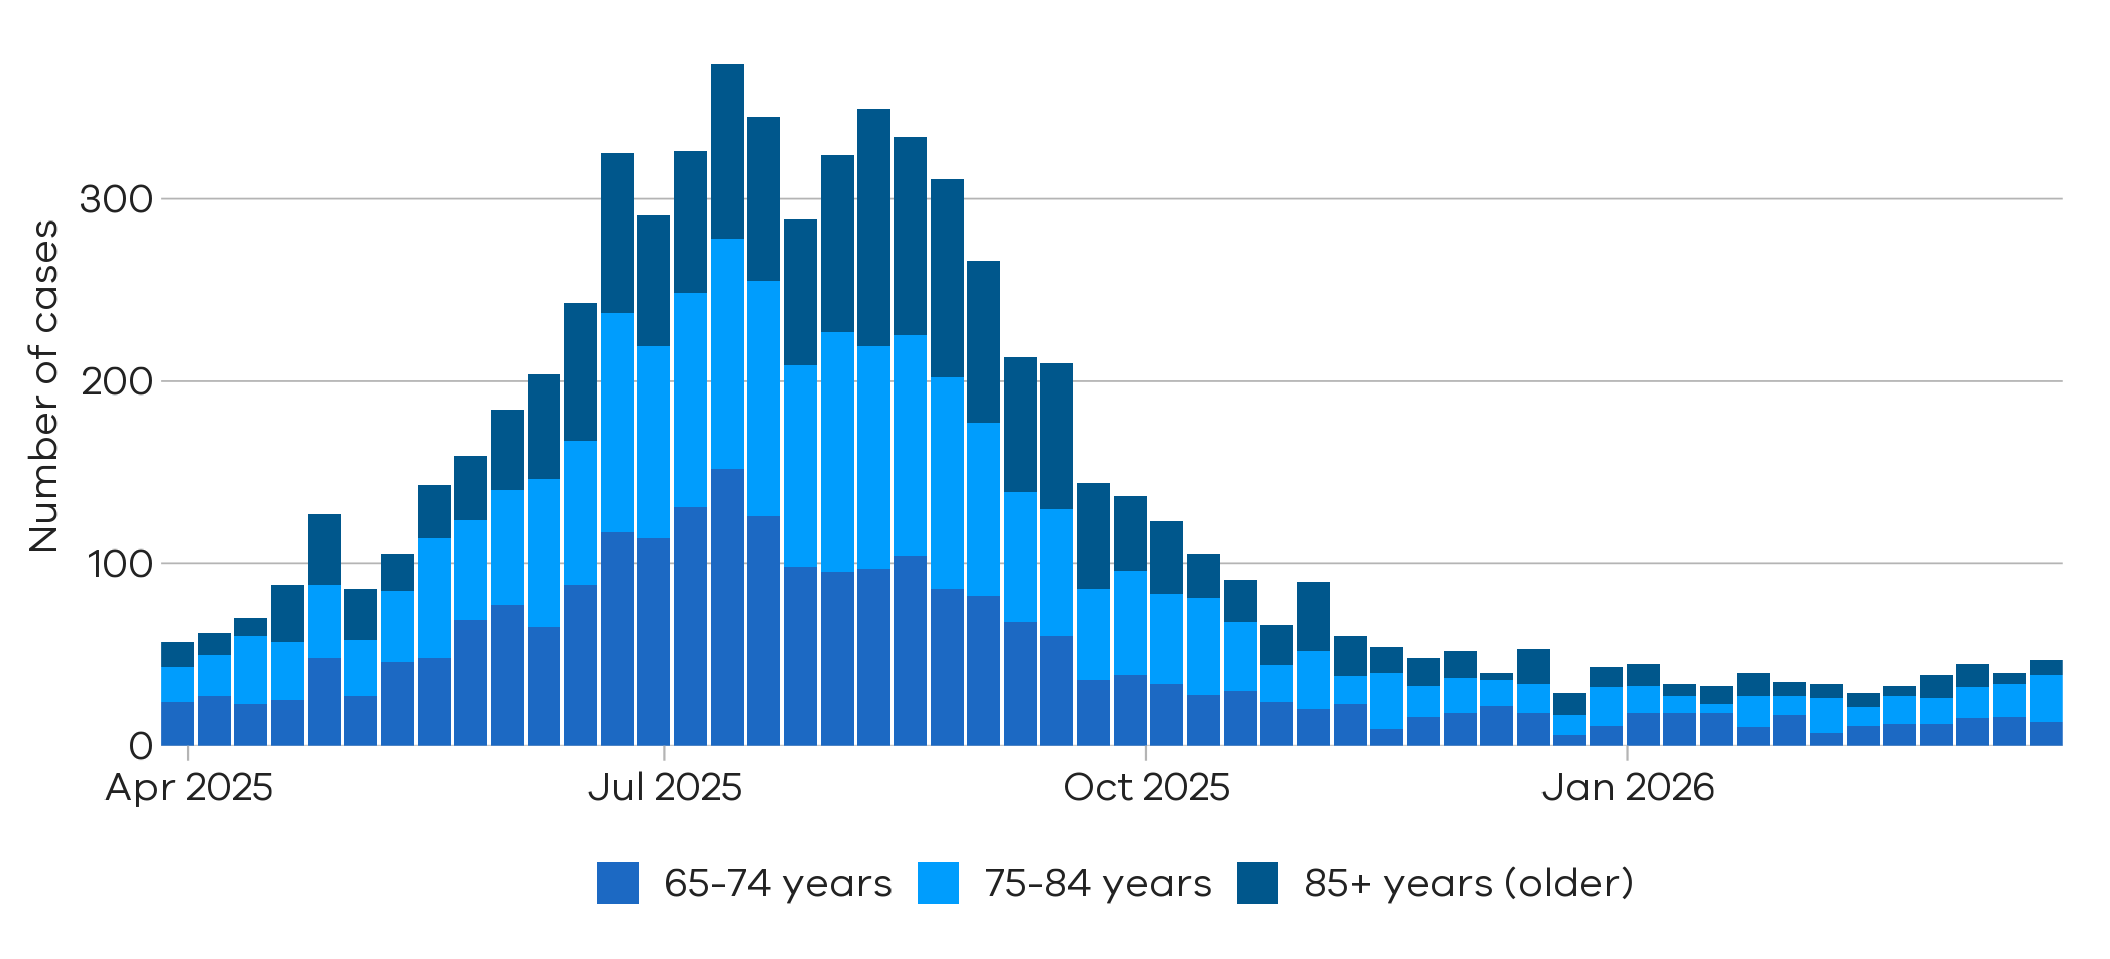 Number of cases
300
200
100
0
Apr 2025 Jul 2025 Oct 2025 Jan 2026
65-74 years 75-84 years 85+ years (older)